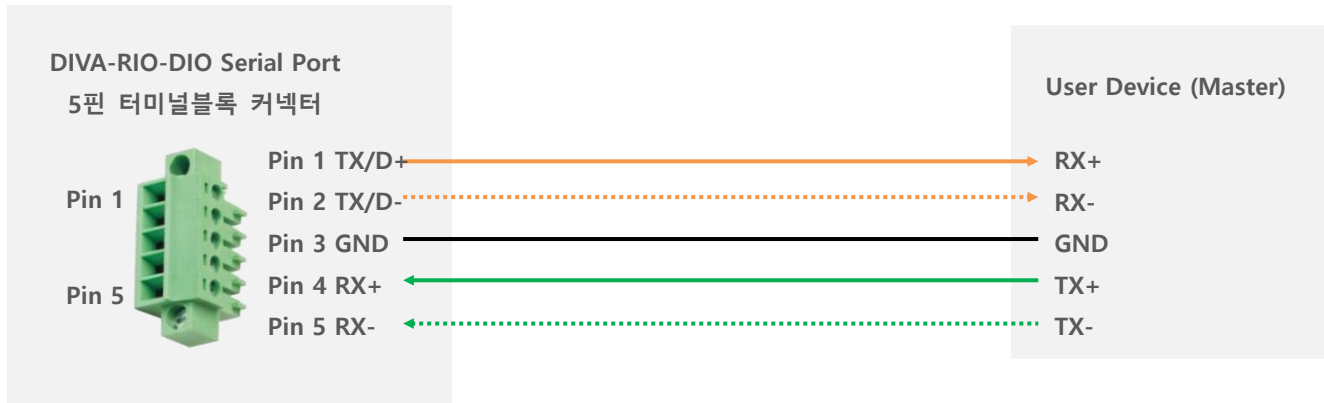 DIVA-RIO-DIO Serial Port
5핀 터미널블록 커넥터
User Device (Master)
Pin 1
Pin 5
Pin 1 TX/D+
Pin 2 TX/D-
Pin 3 GND
Pin 4 RX+
Pin 5 RX-
RX+
RX-
GND
TX+
TX-